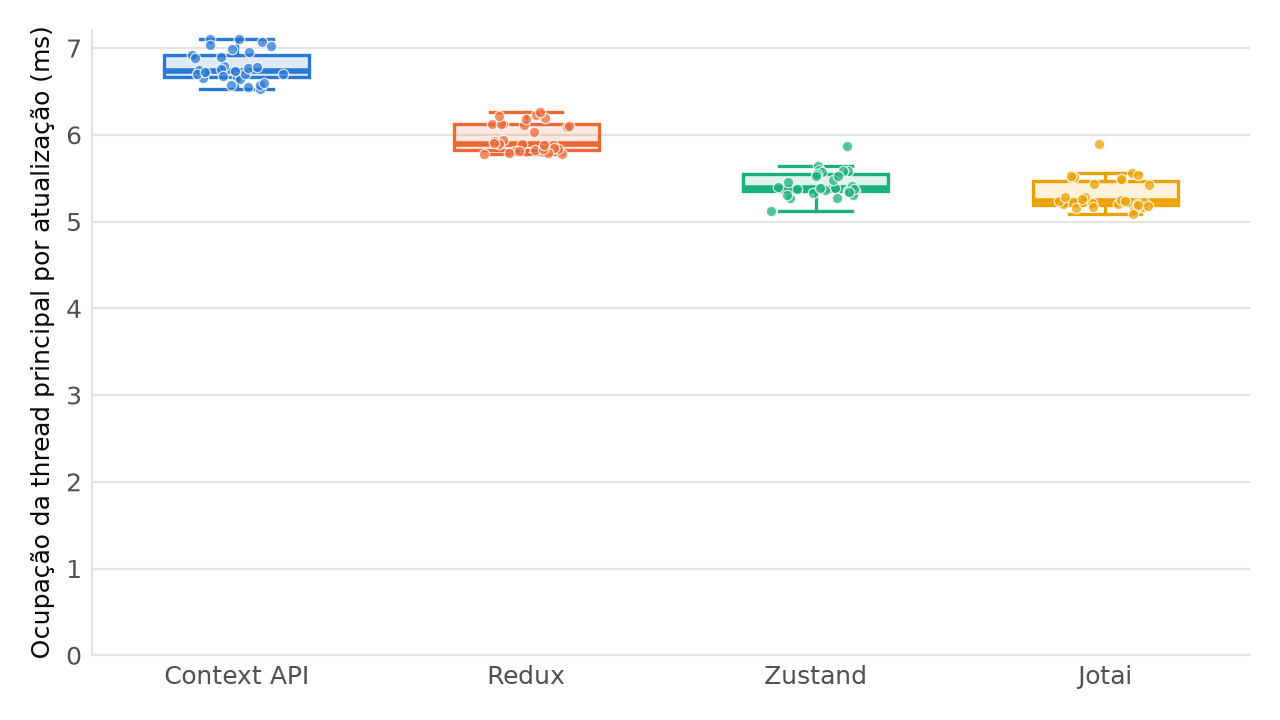 Ocupação da thread principal por atualização (ms)
7
6
5
4
3
2
1
0
Context API
Redux
Zustand
Jotai